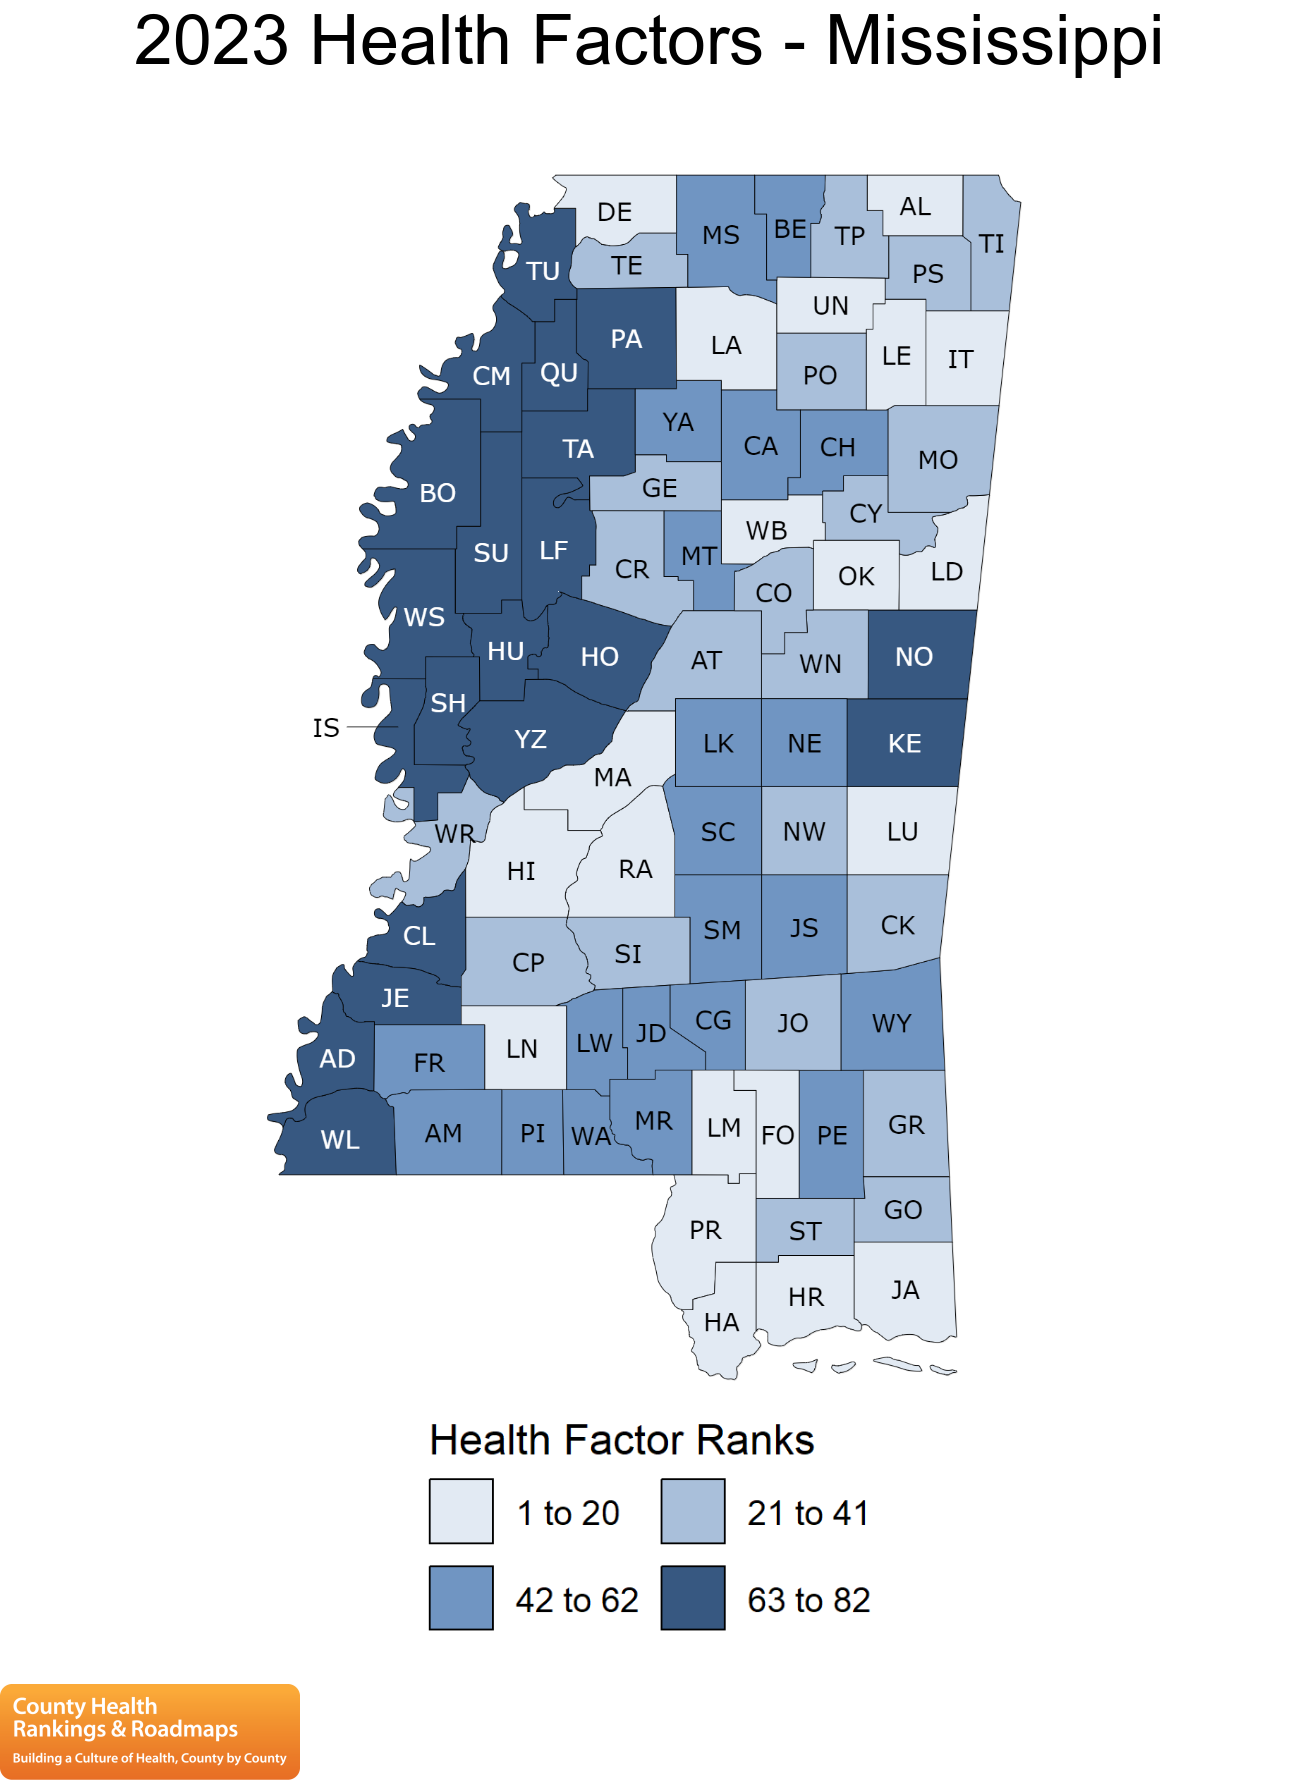 2023 Health Factors - Mississippi
DE
MS
BE
TP
AL
TI
TU
TE
PS
PA
LA
UN
LE
IT
CM
QU
PO
YA
TA
CA
CH
MO
BO
GE
CY
SU
LF
CR
MT
WB
OK
LD
CO
WS
HU
HO
AT
WN
NO
IS
SH
YZ
LK
NE
KE
MA
WR
SC
NW
LU
HI
RA
CL
CP
SI
SM
JS
CK
JE
AD
FR
LN
LW
JD
CG
JO
WY
WL
AM
PI
WA
MR
LM
FO
PE
GR
PR
ST
GO
HA
HR
JA
Health Factor Ranks
1 to 20
21 to 41
42 to 62
63 to 82
County Health
Rankings & Roadmaps
Building a Culture of Health, County by County